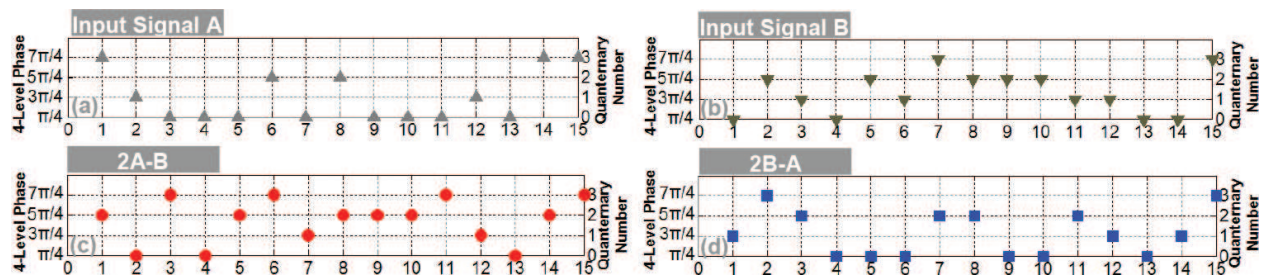 Input Signal A
4-Level Phase
7π/4
5π/4
3π/4
π/4
(a)
3
2
1
0
Quanternary
Number
0 1 2 3 4 5 6 7 8 9 10 11 12 13 14 15
Input Signal B
4-Level Phase
7π/4
5π/4
3π/4
π/4
(b)
3
2
1
0
Quanternary
Number
0 1 2 3 4 5 6 7 8 9 10 11 12 13 14 15
2A-B
4-Level Phase
7π/4
5π/4
3π/4
π/4
(c)
3
2
1
0
Quanternary
Number
0 1 2 3 4 5 6 7 8 9 10 11 12 13 14 15
2B-A
4-Level Phase
7π/4
5π/4
3π/4
π/4
(d)
3
2
1
0
Quanternary
Number
0 1 2 3 4 5 6 7 8 9 10 11 12 13 14 15